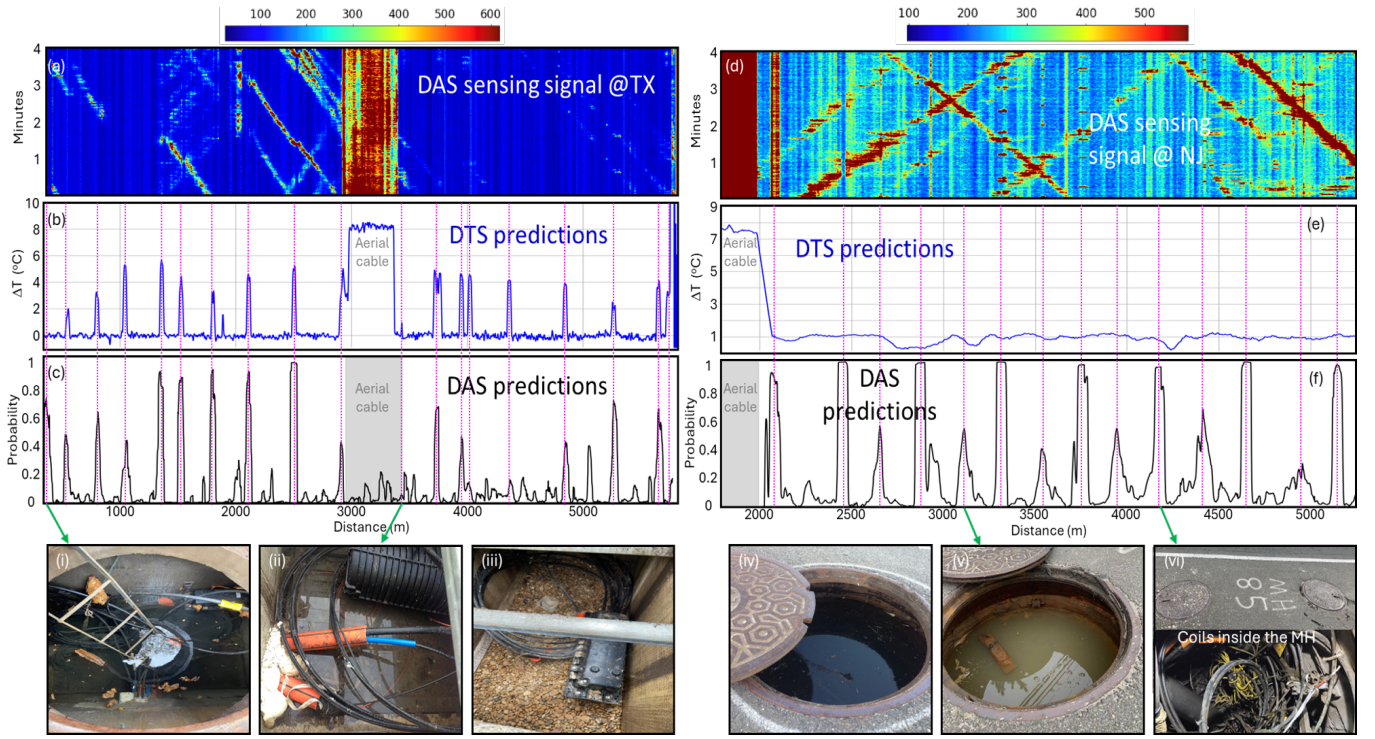 100 200 300 400 500 600
(a)
DAS sensing signal @TX
Minutes
4
3
2
1
(b)
DTS predictions
Aerial
cable
ΔT (°C)
10
8
6
4
2
0
(c)
DAS predictions
Aerial
cable
Probability
1
0.8
0.6
0.4
0.2
0
1000 2000 3000 4000 5000
Distance (m)
(i)
(ii)
(iii)
100 200 300 400 500
(d)
DAS sensing
signal @ NJ
Minutes
4
3
2
1
(e)
DTS predictions
Aerial
cable
ΔT (°C)
9
7
5
3
1
(f)
DAS
predictions
Aerial
cable
Probability
1
0.8
0.6
0.4
0.2
0
2000 2500 3000 3500 4000 4500 5000
Distance (m)
(iv)
(v)
(vi)
Coils inside the MH